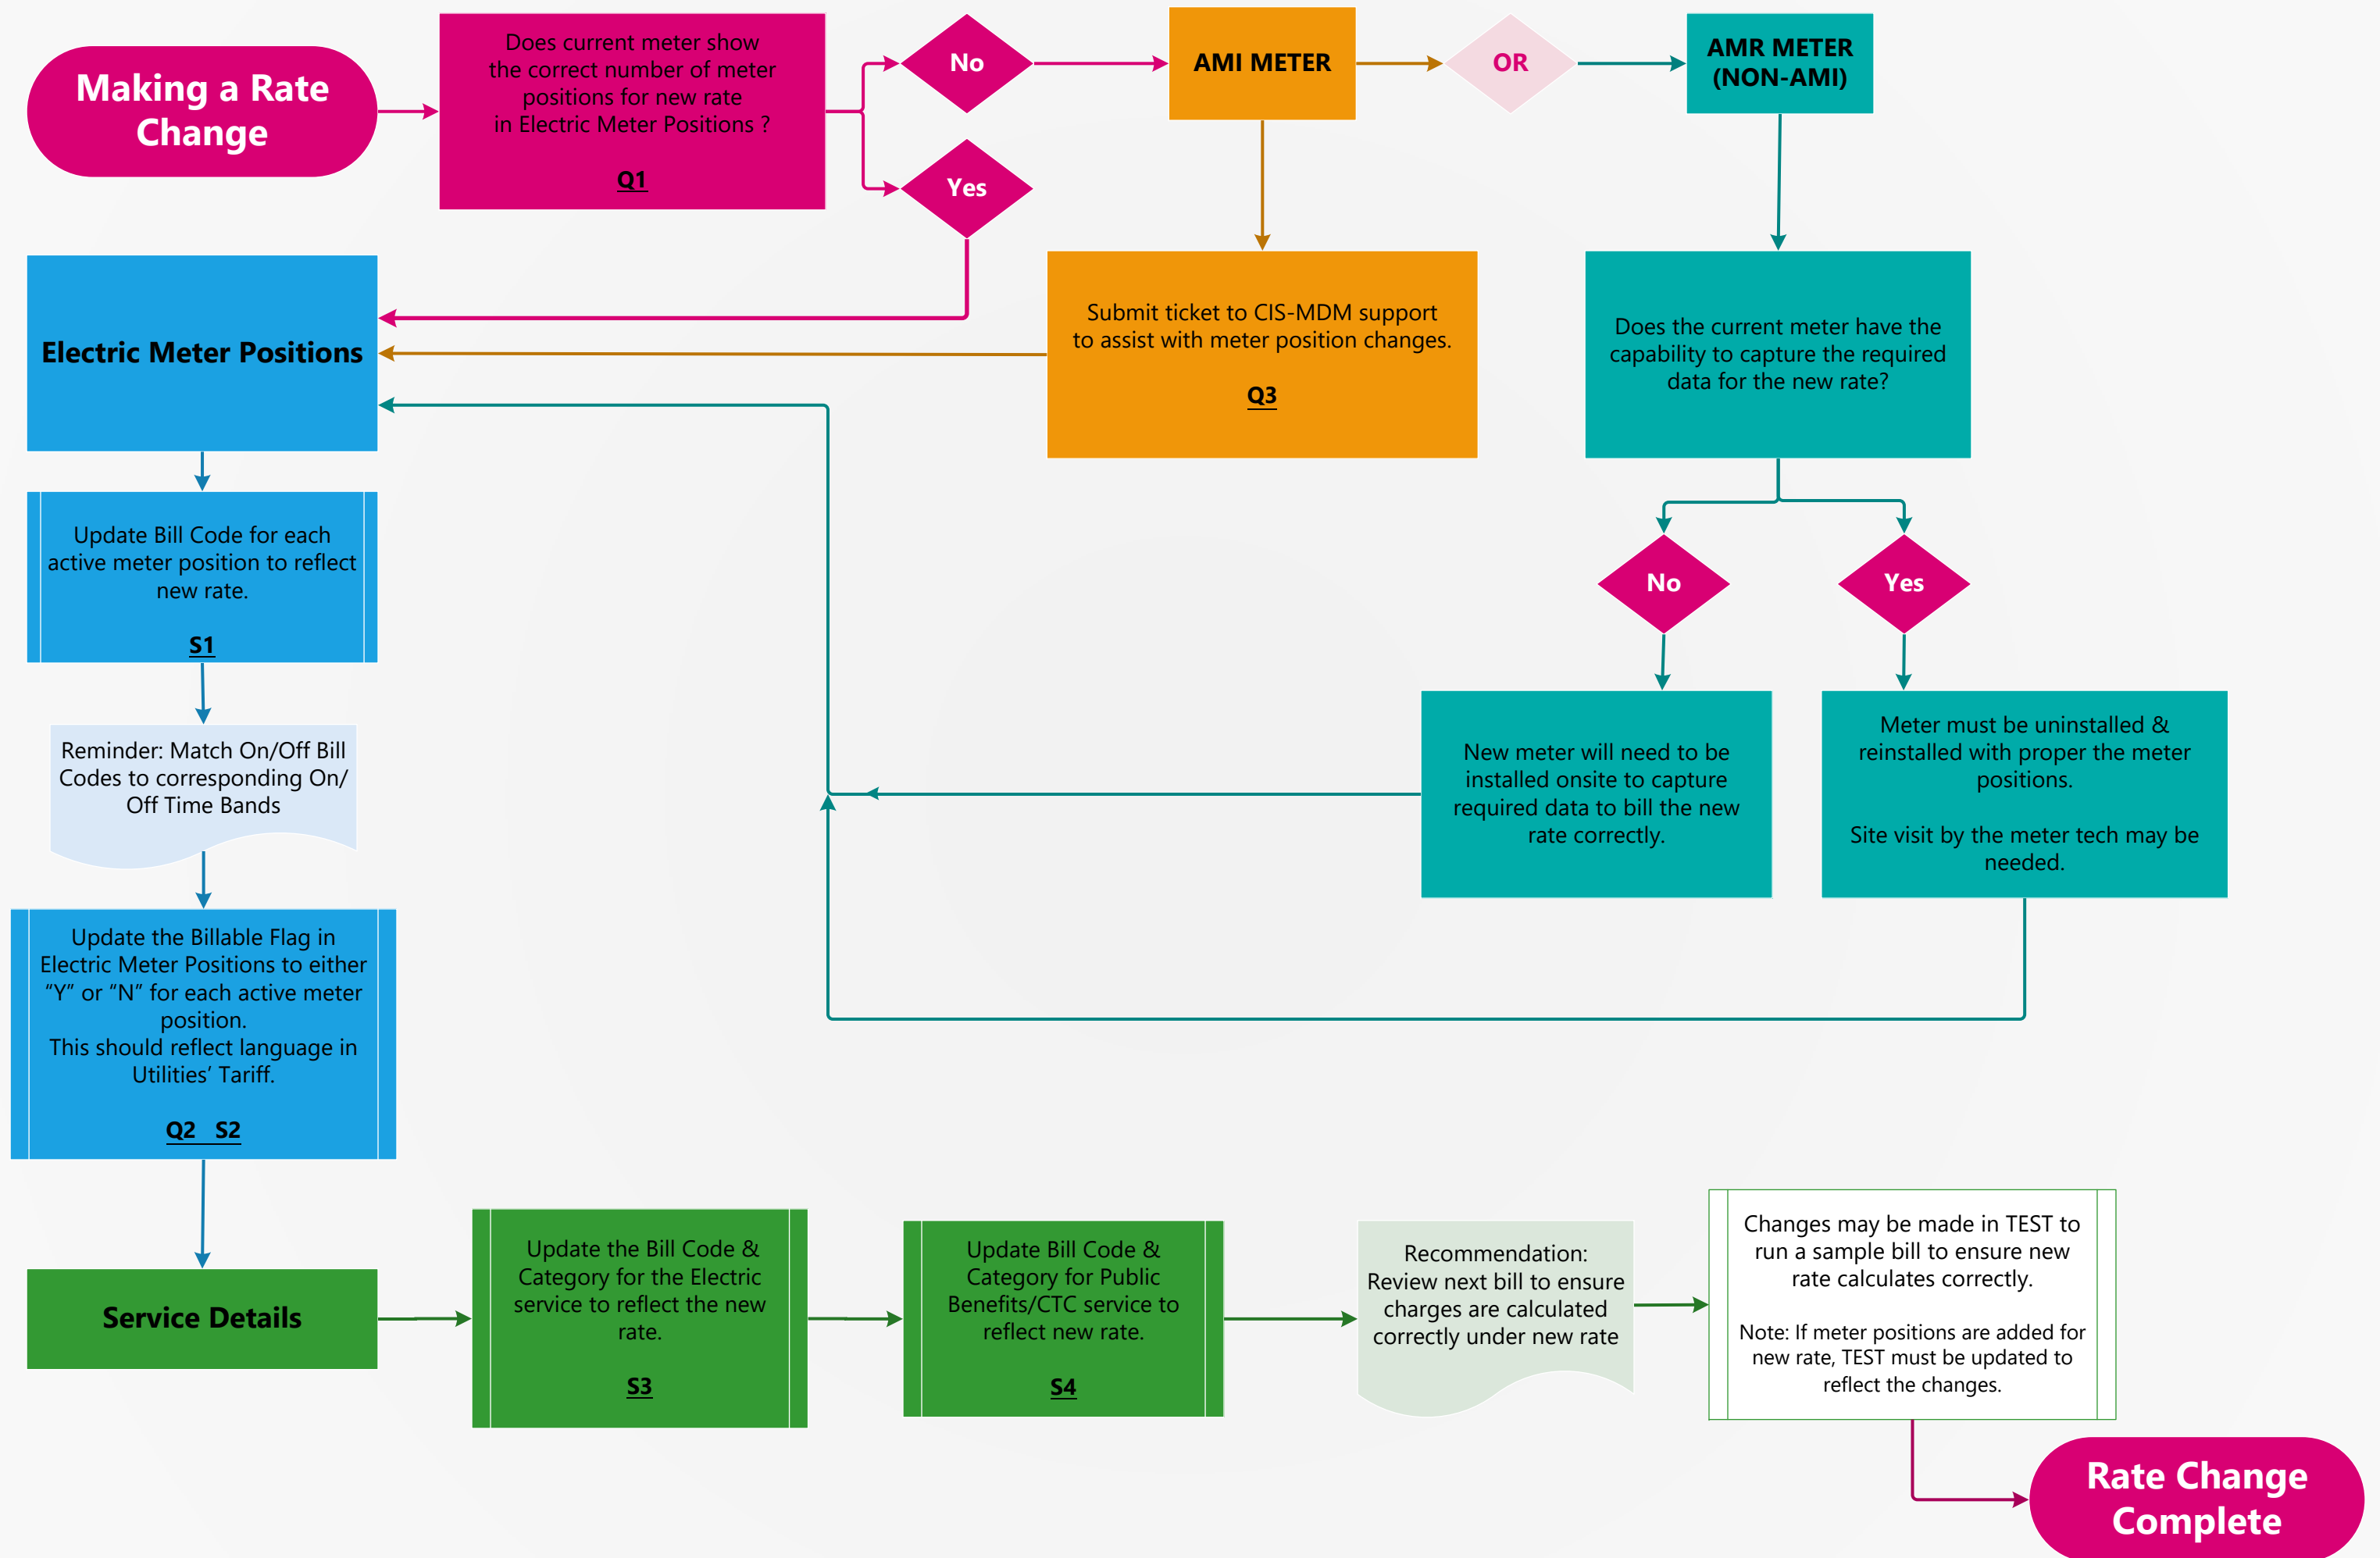 Making a Rate
Change
Does current meter show
the correct number of meter
positions for new rate
in Electric Meter Positions ?
Q1
No
Yes
AMI METER
OR
AMR METER
(NON-AMI)
Electric Meter Positions
Submit ticket to CIS-MDM support
to assist with meter position changes.
Q3
Does the current meter have the
capability to capture the required
data for the new rate?
No
Yes
Update Bill Code for each
active meter position to reflect
new rate.
S1
New meter will need to be
installed onsite to capture
required data to bill the new
rate correctly.
Meter must be uninstalled &
reinstalled with proper the meter
positions.
Site visit by the meter tech may be
needed.
Reminder: Match On/Off Bill
Codes to corresponding On/
Off Time Bands
Update the Billable Flag in
Electric Meter Positions to either
“Y” or “N” for each active meter
position.
This should reflect language in
Utilities’ Tariff.
Q2 S2
Service Details
Update the Bill Code &
Category for the Electric
service to reflect the new
rate.
S3
Update Bill Code &
Category for Public
Benefits/CTC service to
reflect new rate.
S4
Recommendation:
Review next bill to ensure
charges are calculated
correctly under new rate
Changes may be made in TEST to
run a sample bill to ensure new
rate calculates correctly.
Note: If meter positions are added for
new rate, TEST must be updated to
reflect the changes.
Rate Change
Complete